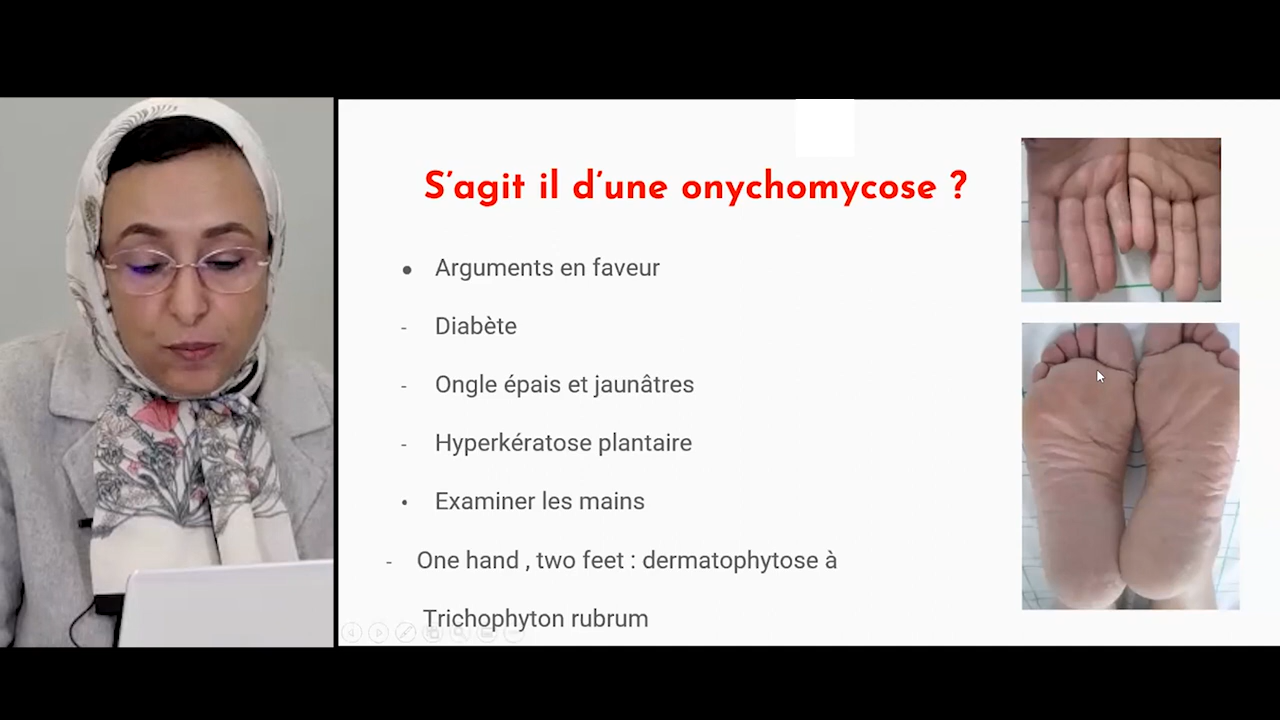 S'agit il d'une onychomycose ?
● Arguments en faveur
- Diabète
- Ongle épais et jaunâtres
- Hyperkératose plantaire
• Examiner les mains
- One hand , two feet : dermatophytose à
Trichophyton rubrum